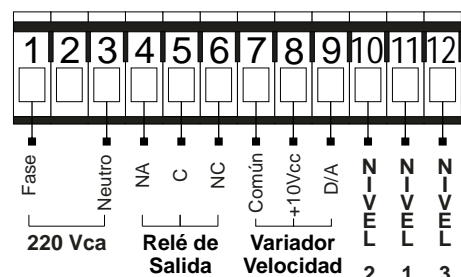 1 2 3 4 5 6 7 8 9 10 11 12
Fase
Neutro
NA
C
NC
Común
+10Vcc
D/A
NIVEL 2
NIVEL 1
NIVEL 3
220 Vca
Relé de
Salida
Variador
Velocidad